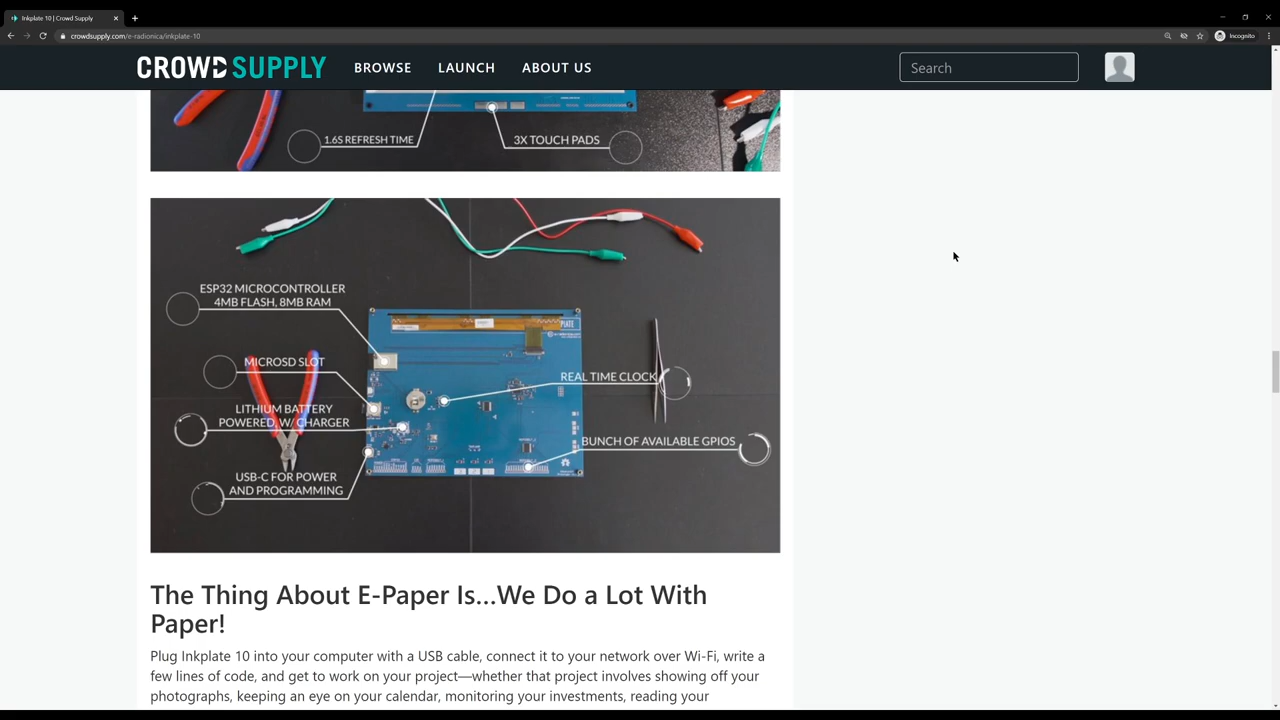 Inkplate 10 | Crowd Supply
crowdsupply.com/e-radionica/inkplate-10
Incognito
CROWD SUPPLY
BROWSE
LAUNCH
ABOUT US
Search
1.6S REFRESH TIME
3X TOUCH PADS
ESP32 MICROCONTROLLER
4MB FLASH, 8MB RAM
PLATE
MICROSD SLOT
REAL TIME CLOCK
LITHIUM BATTERY
POWERED, W/ CHARGER
BUNCH OF AVAILABLE GPIOS
USB-C FOR POWER
AND PROGRAMMING
The Thing About E-Paper Is...We Do a Lot With
Paper!
Plug Inkplate 10 into your computer with a USB cable, connect it to your network over Wi-Fi, write a
few lines of code, and get to work on your project—whether that project involves showing off your
photographs, keeping an eye on your calendar, monitoring your investments, reading your